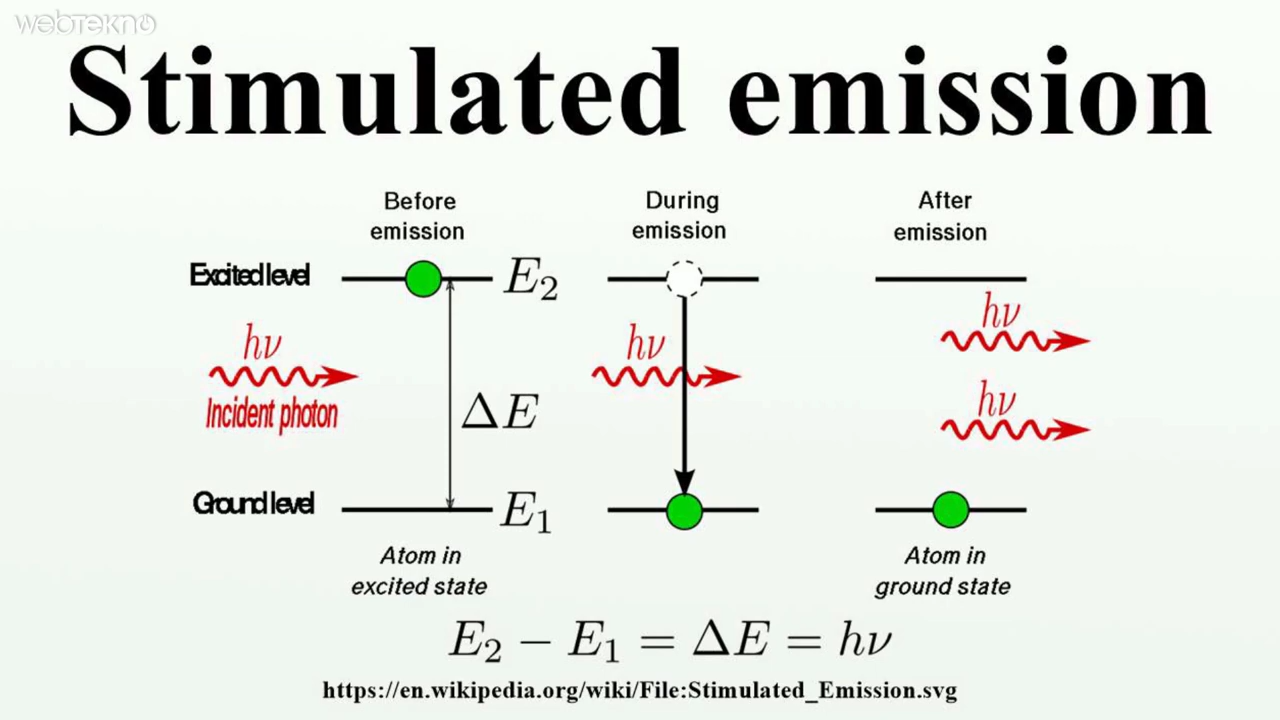 webtekno
Stimulated emission
Before
emission
During
emission
After
emission
Excited level
E₂
hν
Incident photon
ΔE
hν
hν
hν
Ground level
E₁
Atom in
excited state
Atom in
ground state
E₂ − E₁ = ΔE = hν
https://en.wikipedia.org/wiki/File:Stimulated_Emission.svg